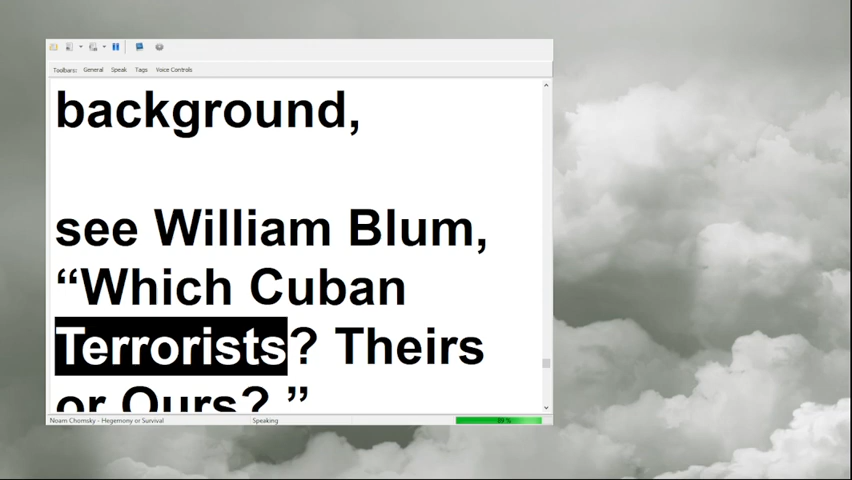 Toolbars: General Speak Tags Voice Controls
background,
see William Blum,
“Which Cuban
Terrorists? Theirs
or Ours? ”
Noam Chomsky - Hegemony or Survival Speaking 89 %